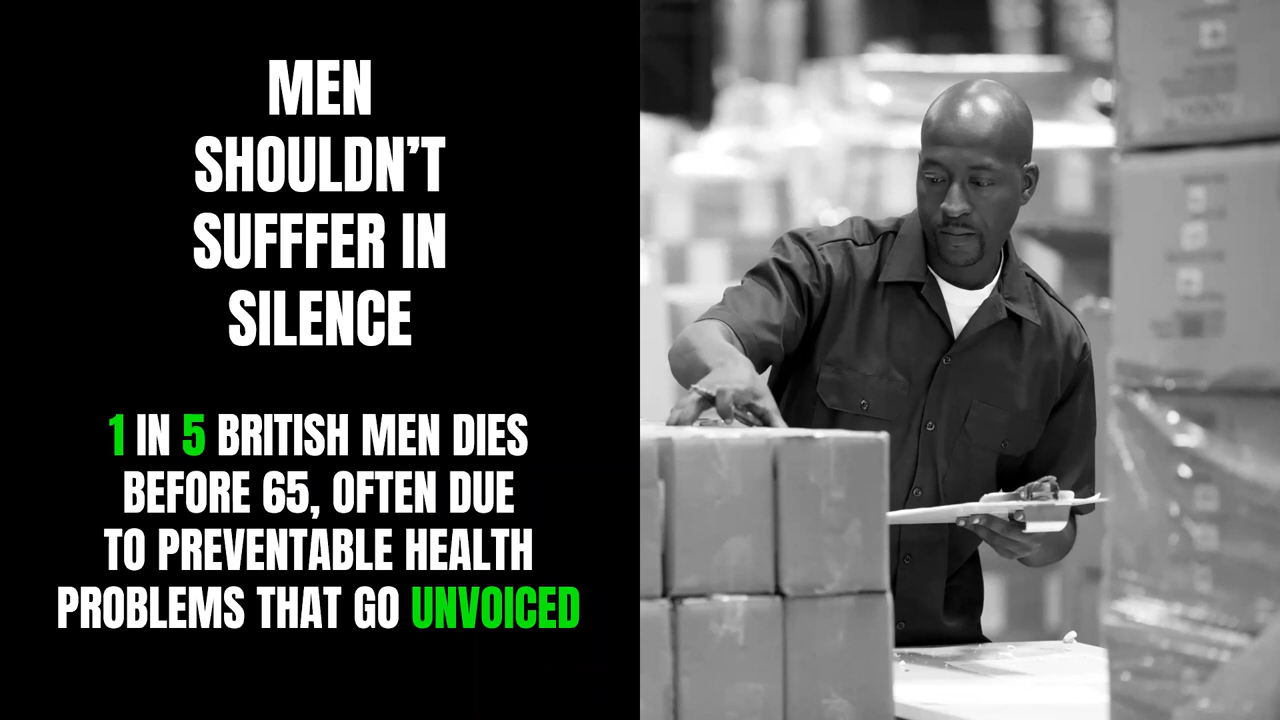 MEN
SHOULDN'T
SUFFFER IN
SILENCE
1 IN 5 BRITISH MEN DIES
BEFORE 65, OFTEN DUE
TO PREVENTABLE HEALTH
PROBLEMS THAT GO UNVOICED